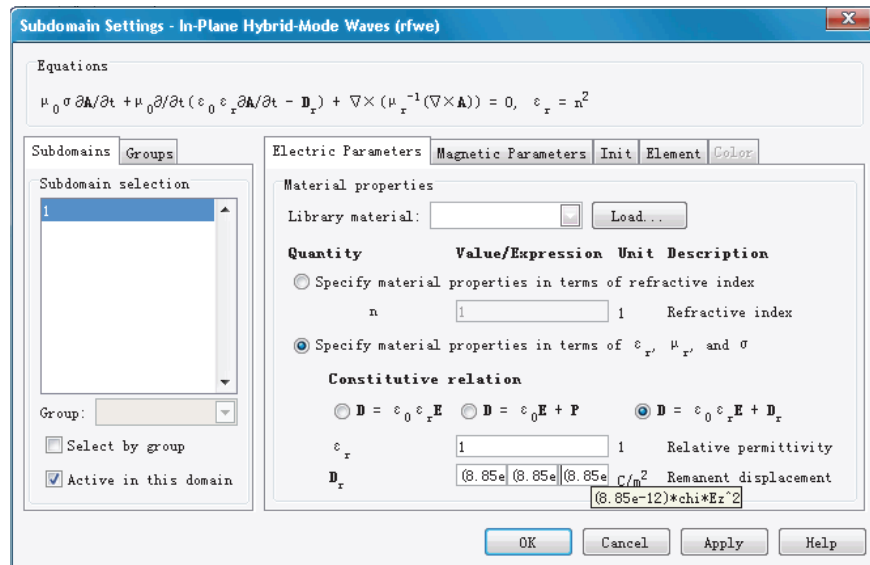 Subdomain Settings - In-Plane Hybrid-Mode Waves (rfwe)
Equations
μ₀ σ ∂A/∂t + μ₀∂/∂t(ε₀ εᵣ∂A/∂t - Dᵣ) + ∇×(μᵣ⁻¹(∇×A)) = 0, εᵣ = n²
Subdomains Groups
Electric Parameters Magnetic Parameters Init Element Color
Subdomain selection
1
Group:
Select by group
Active in this domain
Material properties
Library material: Load...
Quantity Value/Expression Unit Description
Specify material properties in terms of refractive index
n 1 1 Refractive index
Specify material properties in terms of εᵣ, μᵣ, and σ
Constitutive relation
D = ε₀εᵣE D = ε₀E + P D = ε₀εᵣE + Dᵣ
εᵣ 1 1 Relative permittivity
Dᵣ (8.85e (8.85e (8.85e C/m² Remanent displacement
(8.85e-12)*chi*Ez^2
OK Cancel Apply Help